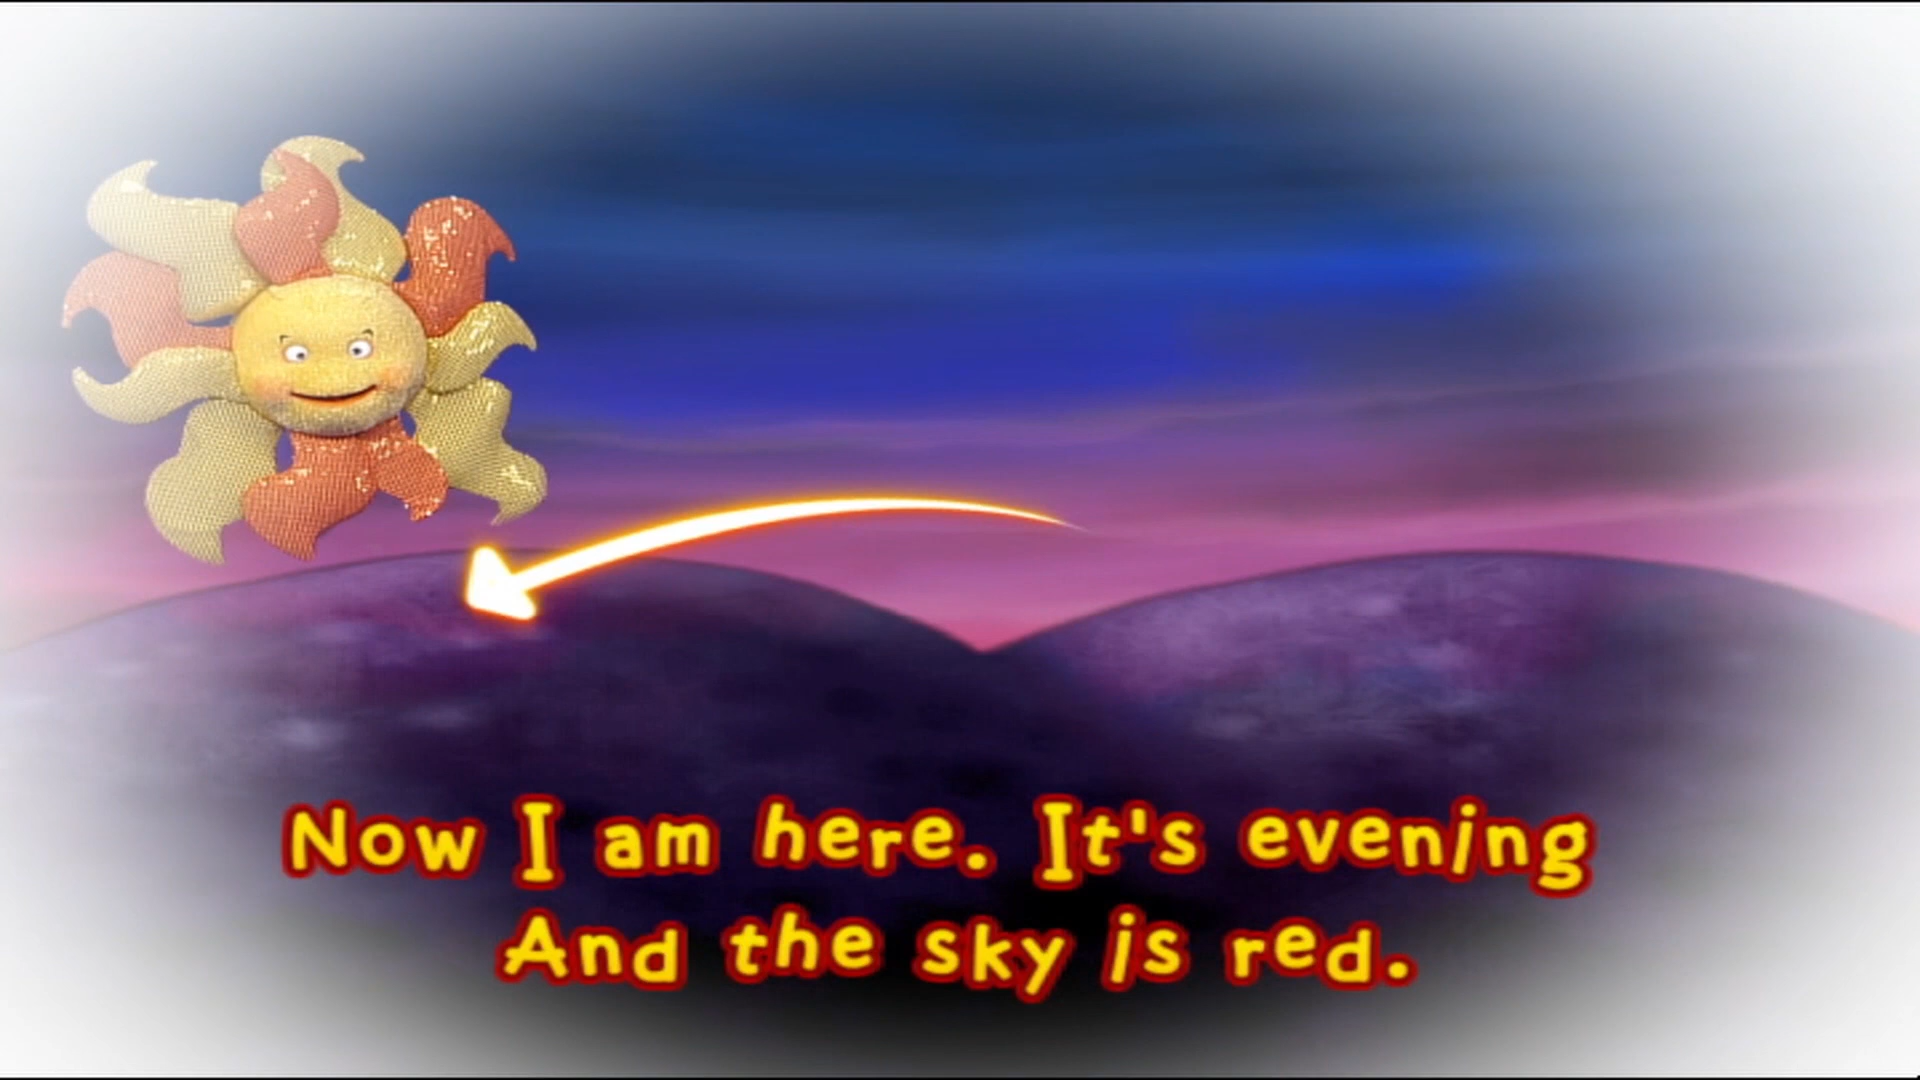 Now I am here. It's evening
And the sky is red.